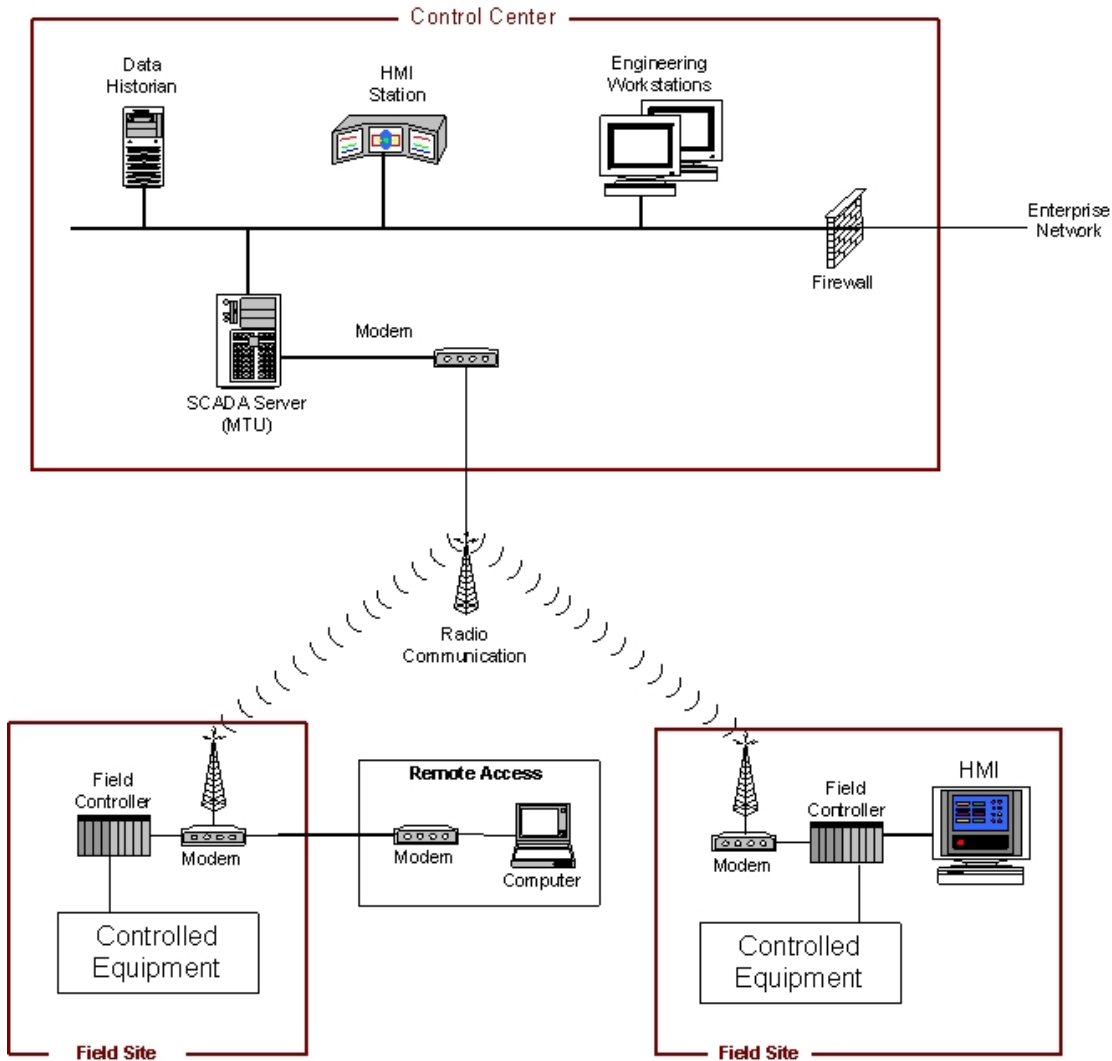 Control Center
Data
Historian
HMI
Station
Engineering
Workstations
Enterprise
Network
Firewall
Modem
SCADA Server
(MTU)
Radio
Communication
Field
Controller
Modem
Controlled
Equipment
Field Site
Remote Access
Modem
Computer
HMI
Field
Controller
Modem
Controlled
Equipment
Field Site